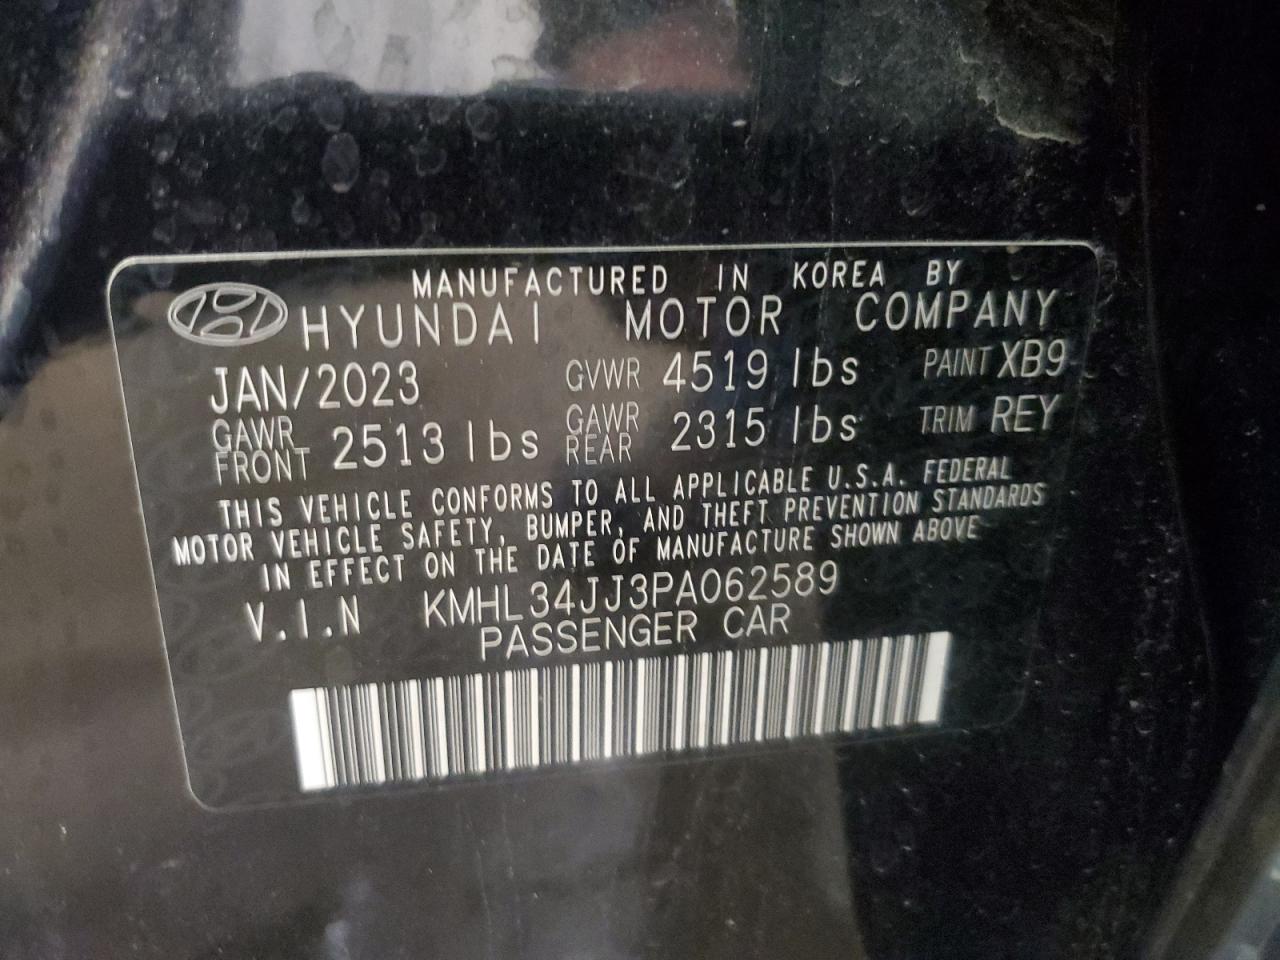 MANUFACTURED IN KOREA BY
HYUNDAI MOTOR COMPANY
JAN/2023 GVWR 4519 lbs PAINT XB9
GAWR FRONT 2513 lbs GAWR REAR 2315 lbs TRIM REY
THIS VEHICLE CONFORMS TO ALL APPLICABLE U.S.A. FEDERAL
MOTOR VEHICLE SAFETY, BUMPER, AND THEFT PREVENTION STANDARDS
IN EFFECT ON THE DATE OF MANUFACTURE SHOWN ABOVE
V.I.N KMHL34JJ3PA062589
PASSENGER CAR